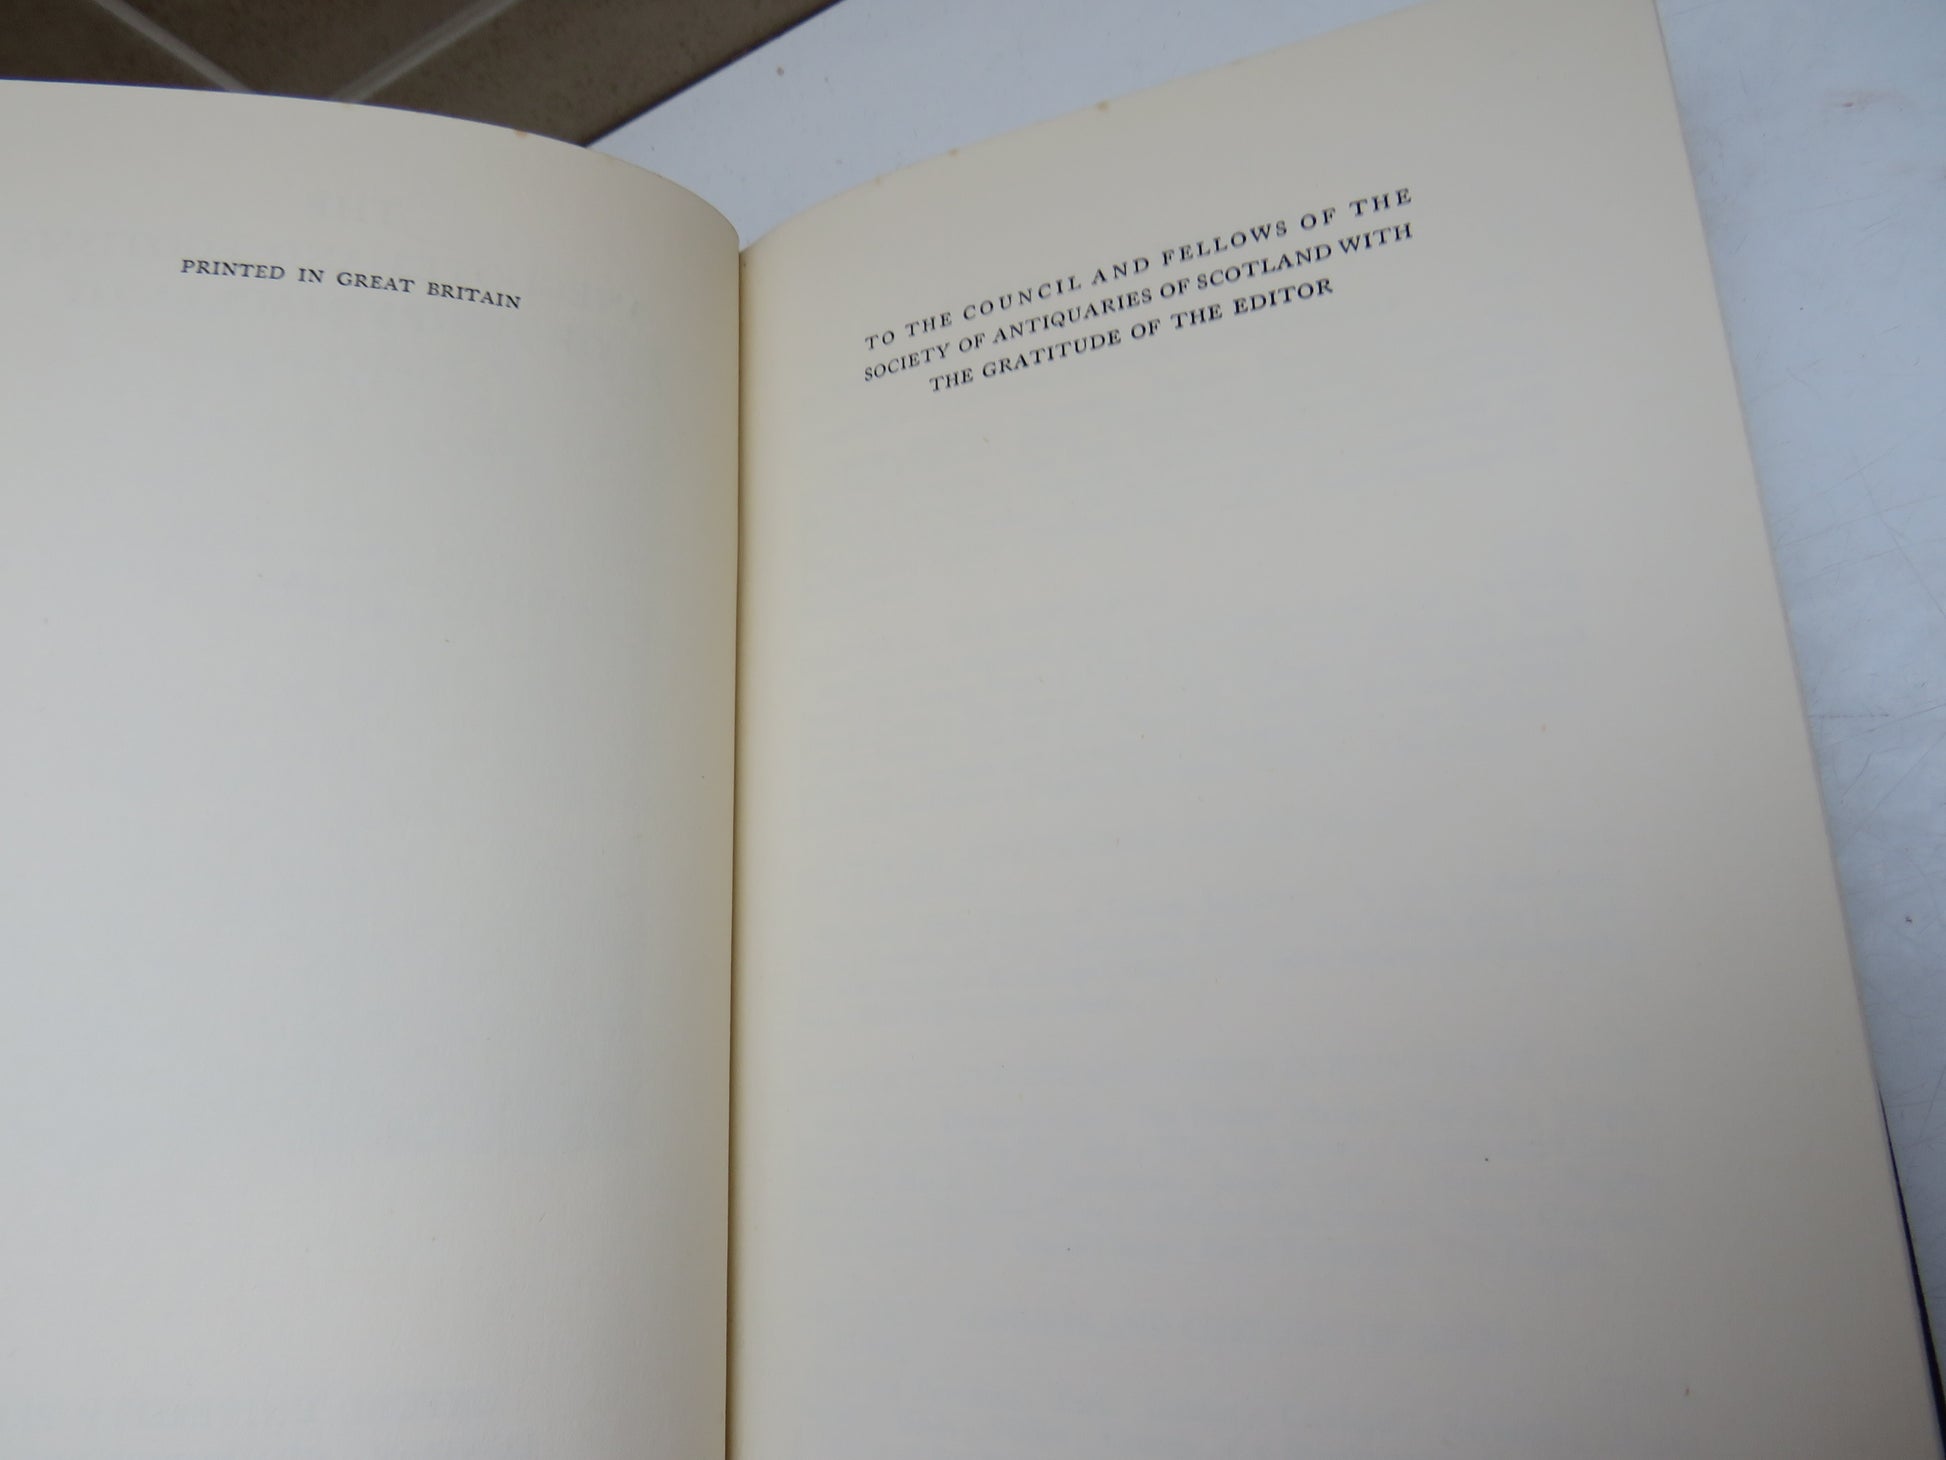 PRINTED IN GREAT BRITAIN
TO THE COUNCIL AND FELLOWS OF THE
SOCIETY OF ANTIQUARIES OF SCOTLAND WITH
THE GRATITUDE OF THE EDITOR